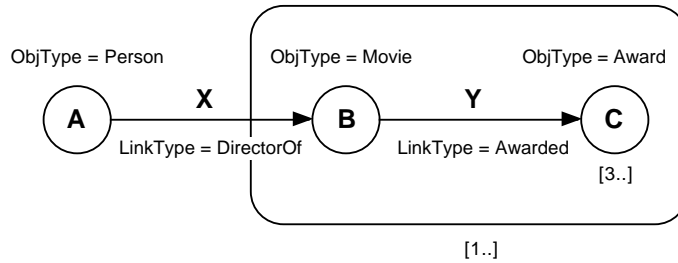 ObjType = Person
ObjType = Movie
ObjType = Award
X
Y
A
B
C
LinkType = DirectorOf
LinkType = Awarded
[3..]
[1..]